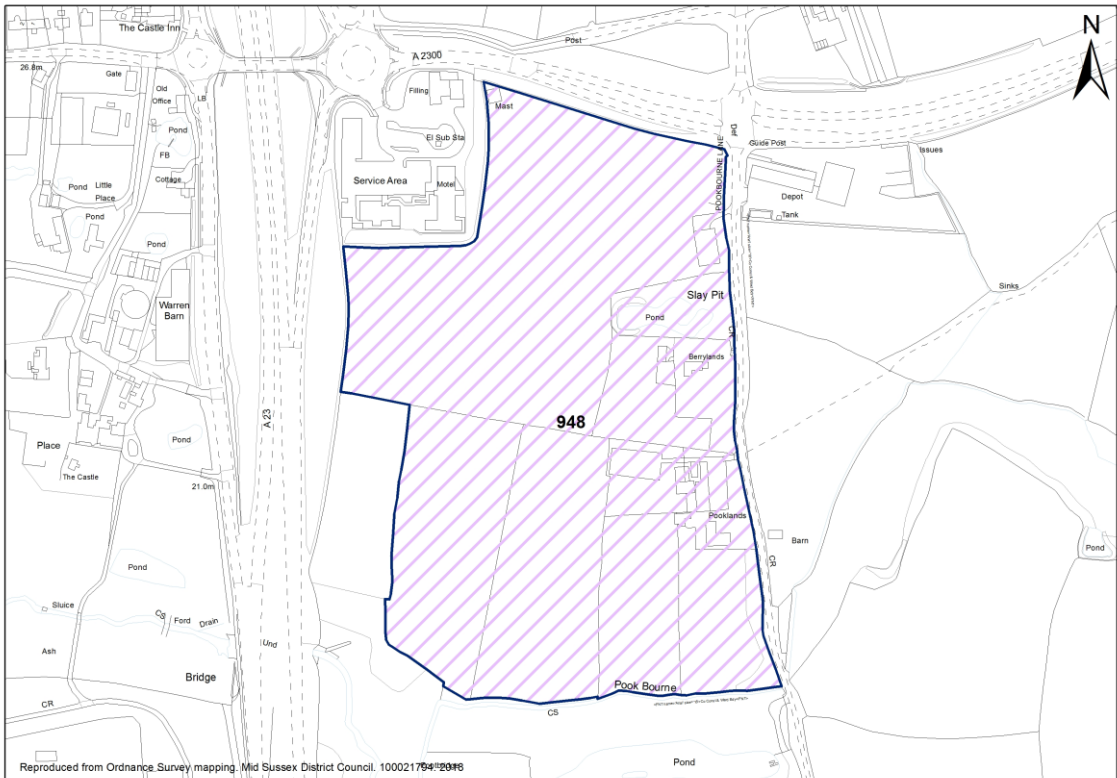 The Castle Inn
Post
N
A 2300
26.8m
Gate
Filling
Old
Office
LB
Mast
Pond
El Sub Sta
Def
Guide Post
Issues
FB
POOKBOURNE LANE
Pond
Little
Place
Cottage
Service Area
Motel
Depot
Pond
Tank
Pond
Sinks
Slay Pit
Warren
Barn
Pond
CR
Berrylands
A 23
948
Pond
Place
The Castle
21.0m
Pooklands
Barn
Pond
CR
Pond
Sluice
CS
Ford
Drain
Und
Ash
Bridge
Pook Bourne
CR
CS
Pond
Reproduced from Ordnance Survey mapping. Mid Sussex District Council. 100021794. 2018